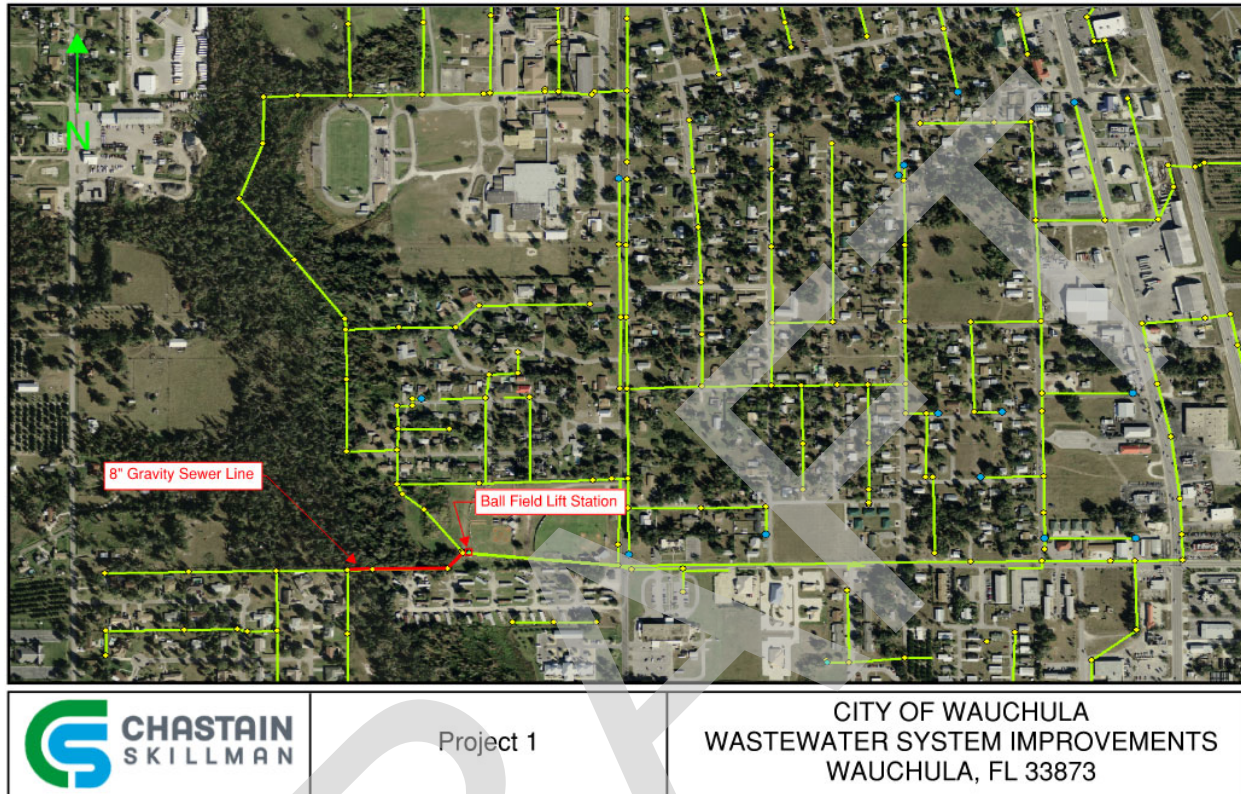 N
8" Gravity Sewer Line
Ball Field Lift Station
DRAFT
CHASTAIN
SKILLMAN
Project 1
CITY OF WAUCHULA
WASTEWATER SYSTEM IMPROVEMENTS
WAUCHULA, FL 33873